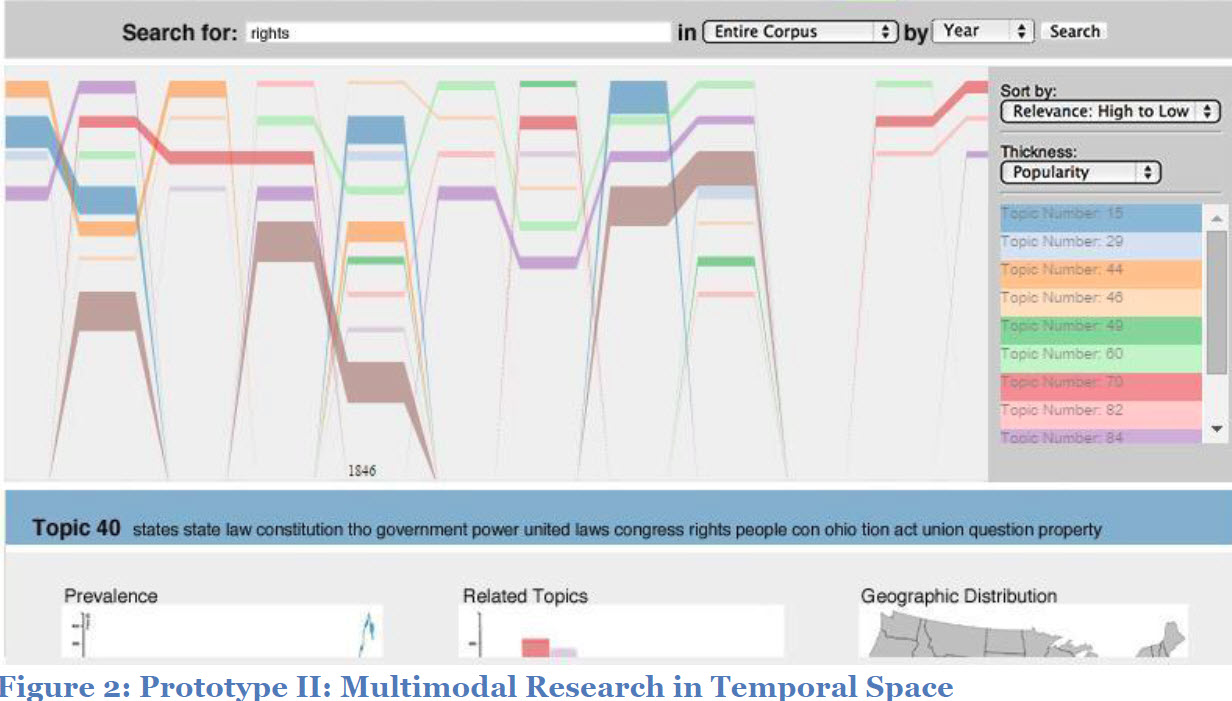 Search for: rights in Entire Corpus by Year Search
Sort by:
Relevance: High to Low
Thickness:
Popularity
Topic Number: 15
Topic Number: 29
Topic Number: 44
Topic Number: 46
Topic Number: 49
Topic Number: 60
Topic Number: 70
Topic Number: 82
Topic Number: 84
1846
Topic 40 states state law constitution tho government power united laws congress rights people con ohio tion act union question property
Prevalence Related Topics Geographic Distribution
Figure 2: Prototype II: Multimodal Research in Temporal Space